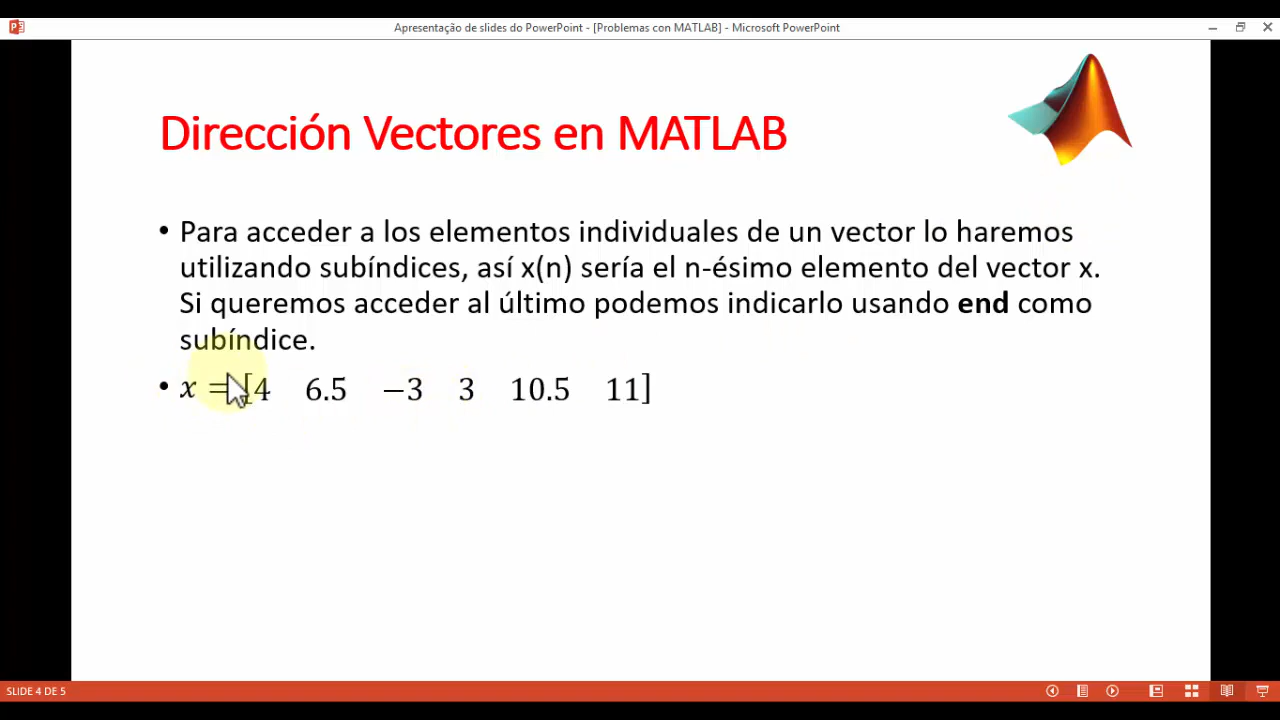 Apresentação de slides do PowerPoint - [Problemas con MATLAB] - Microsoft PowerPoint
Dirección Vectores en MATLAB
• Para acceder a los elementos individuales de un vector lo haremos
utilizando subíndices, así x(n) sería el n-ésimo elemento del vector x.
Si queremos acceder al último podemos indicarlo usando end como
subíndice.
• x = [4 6.5 −3 3 10.5 11]
SLIDE 4 DE 5